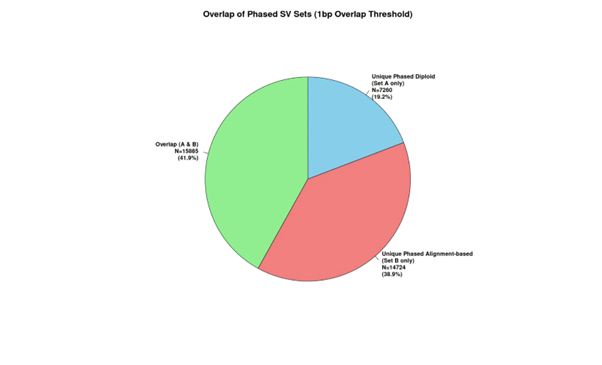 Overlap of Phased SV Sets (1bp Overlap Threshold)
Unique Phased Diploid
(Set A only)
N=7260
(19.2%)
Overlap (A & B)
N=15885
(41.9%)
Unique Phased Alignment-based
(Set B only)
N=14724
(38.9%)